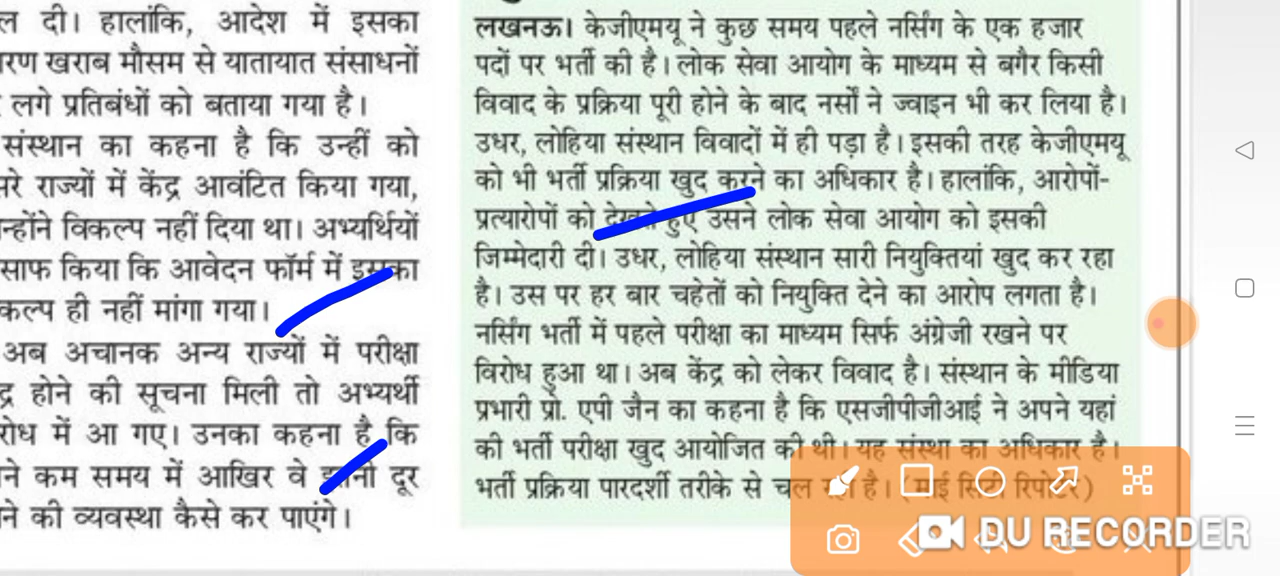 ल दी। हालांकि, आदेश में इसका
रण खराब मौसम से यातायात संसाधनों
लगे प्रतिबंधों को बताया गया है।
संस्थान का कहना है कि उन्हीं को
सरे राज्यों में केंद्र आवंटित किया गया,
न्होंने विकल्प नहीं दिया था। अभ्यर्थियों
साफ किया कि आवेदन फॉर्म में इसका
कल्प ही नहीं मांगा गया।
अब अचानक अन्य राज्यों में परीक्षा
द्र होने की सूचना मिली तो अभ्यर्थी
रोध में आ गए। उनका कहना है कि
ने कम समय में आखिर वे इतनी दूर
ने की व्यवस्था कैसे कर पाएंगे।
लखनऊ। केजीएमयू ने कुछ समय पहले नर्सिंग के एक हजार
पदों पर भर्ती की है। लोक सेवा आयोग के माध्यम से बगैर किसी
विवाद के प्रक्रिया पूरी होने के बाद नर्सों ने ज्वाइन भी कर लिया है।
उधर, लोहिया संस्थान विवादों में ही पड़ा है। इसकी तरह केजीएमयू
को भी भर्ती प्रक्रिया खुद करने का अधिकार है। हालांकि, आरोपों-
प्रत्यारोपों को देखते हुए उसने लोक सेवा आयोग को इसकी
जिम्मेदारी दी। उधर, लोहिया संस्थान सारी नियुक्तियां खुद कर रहा
है। उस पर हर बार चहेतों को नियुक्ति देने का आरोप लगता है।
नर्सिंग भर्ती में पहले परीक्षा का माध्यम सिर्फ अंग्रेजी रखने पर
विरोध हुआ था। अब केंद्र को लेकर विवाद है। संस्थान के मीडिया
प्रभारी प्रो. एपी जैन का कहना है कि एसजीपीजीआई ने अपने यहां
की भर्ती परीक्षा खुद आयोजित की थी। यह संस्था का अधिकार है।
भर्ती प्रक्रिया पारदर्शी तरीके से चल रहा है। (माई सिटी रिपोर्टर)
DU RECORDER